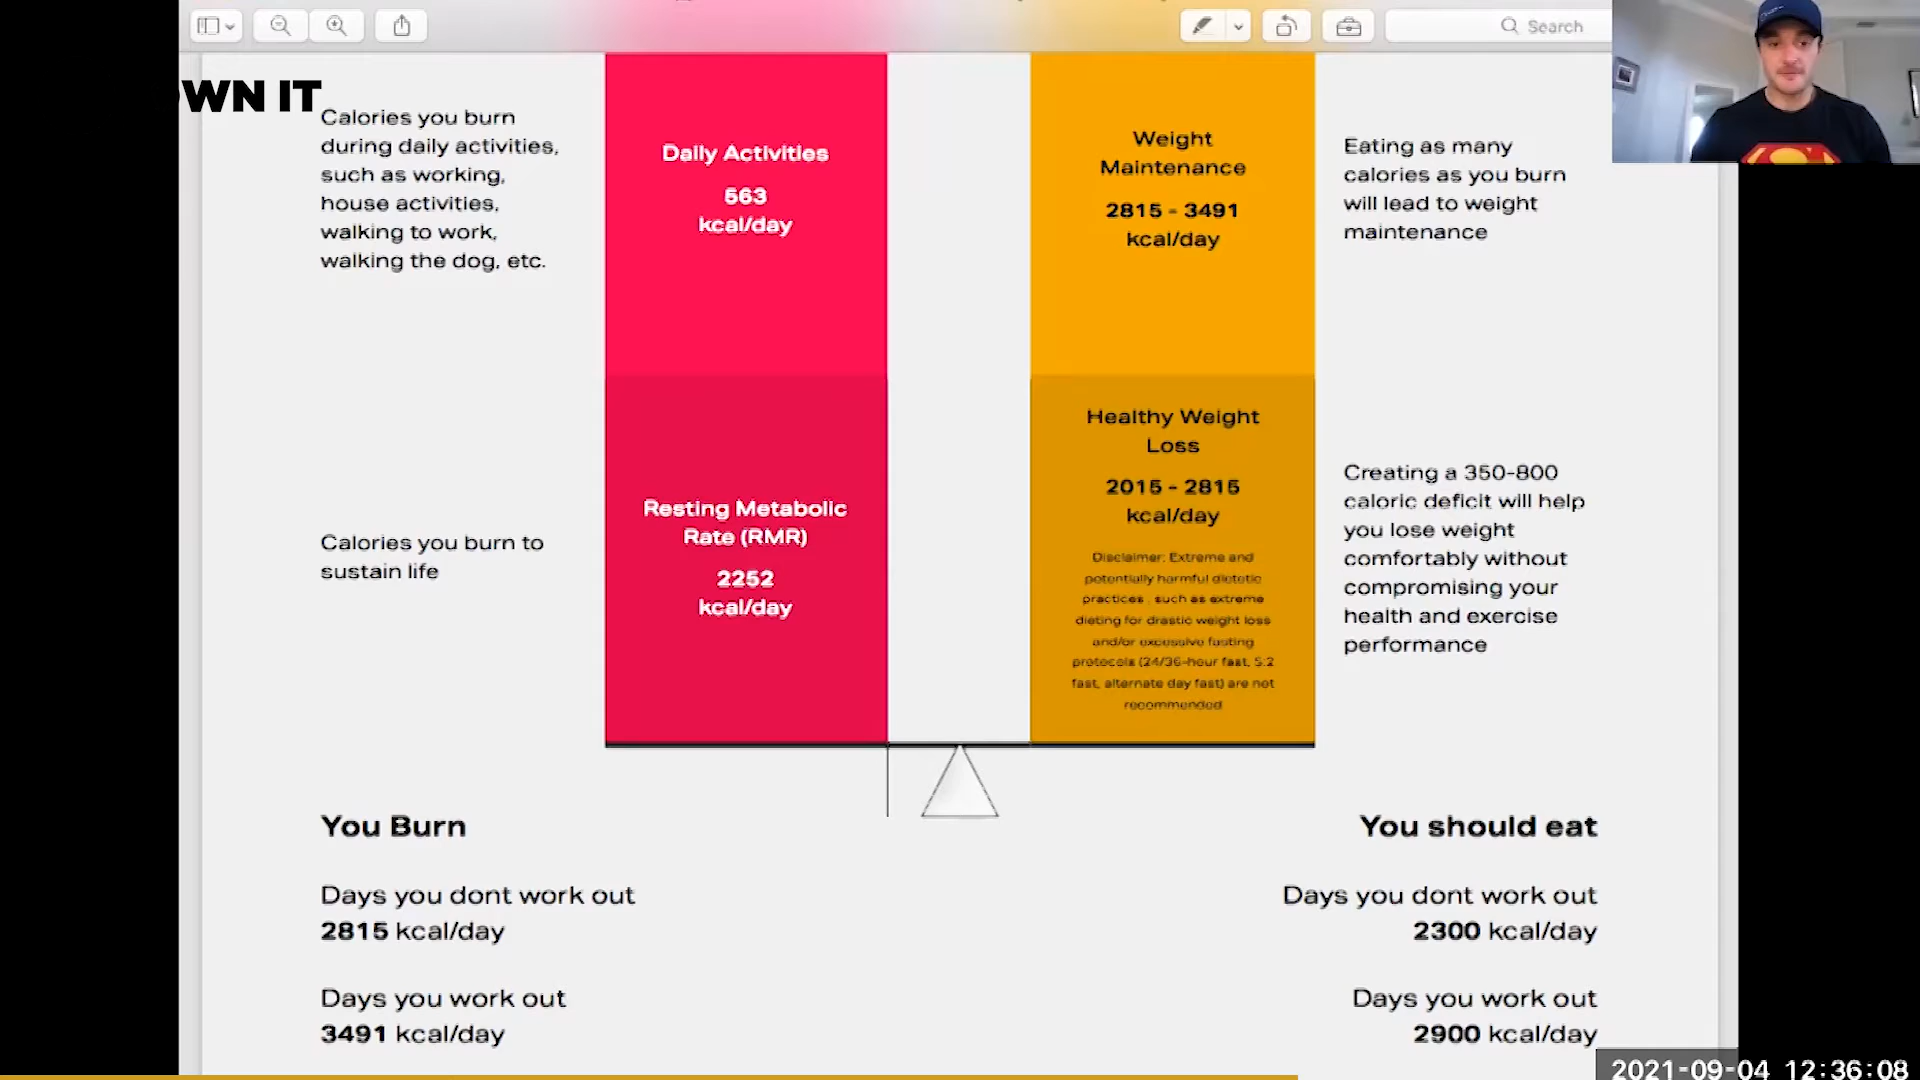 Search
OWN IT
Calories you burn
during daily activities,
such as working,
house activities,
walking to work,
walking the dog, etc.
Daily Activities
563
kcal/day
Weight
Maintenance
2815 - 3491
kcal/day
Eating as many
calories as you burn
will lead to weight
maintenance
Calories you burn to
sustain life
Resting Metabolic
Rate (RMR)
2252
kcal/day
Healthy Weight
Loss
2015 - 2815
kcal/day
Disclaimer: Extreme and
potentially harmful dietetic
practices , such as extreme
dieting for drastic weight loss
and/or excessive fasting
protocols (24/36-hour fast, 5:2
fast, alternate day fast) are not
recommended
Creating a 350-800
caloric deficit will help
you lose weight
comfortably without
compromising your
health and exercise
performance
You Burn
Days you dont work out
2815 kcal/day
Days you work out
3491 kcal/day
You should eat
Days you dont work out
2300 kcal/day
Days you work out
2900 kcal/day
2021-09-04 12:36:08